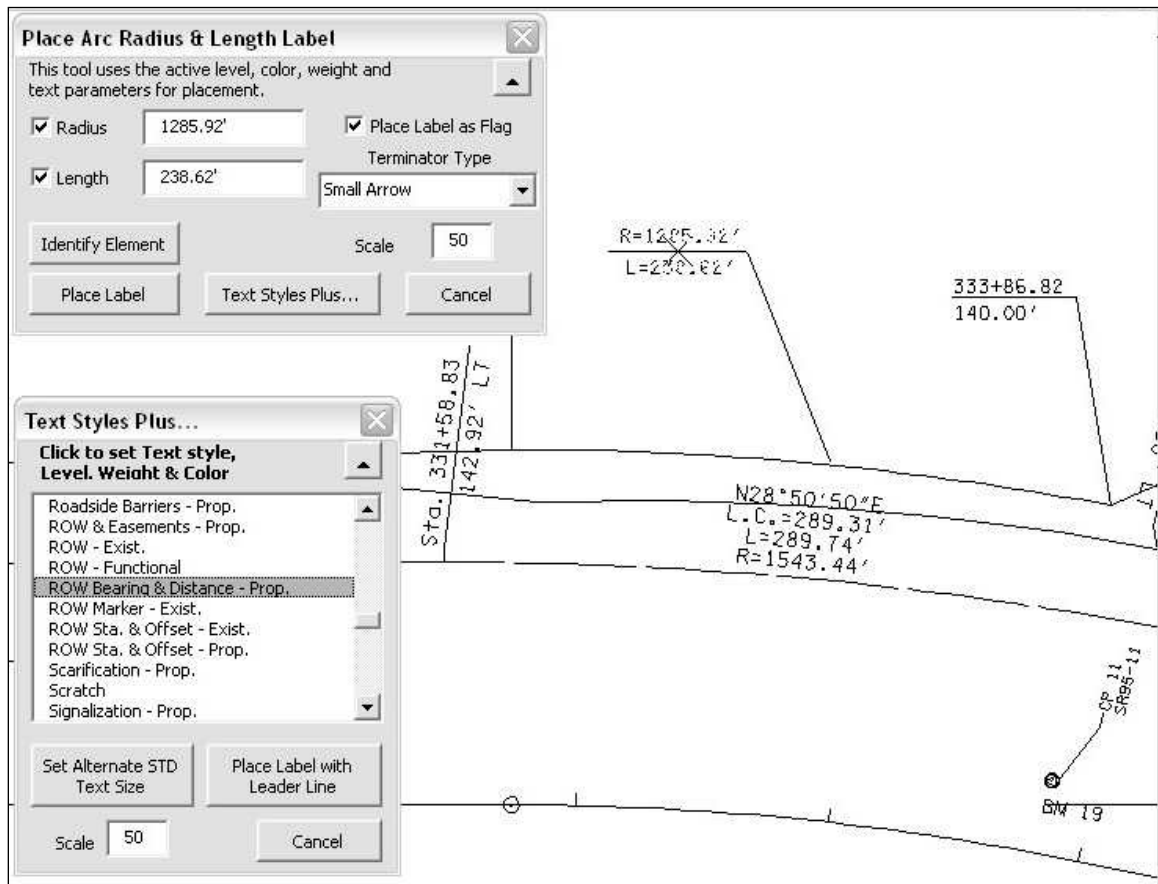 Place Arc Radius & Length Label
This tool uses the active level, color, weight and
text parameters for placement.
Radius
1285.92'
Place Label as Flag
Terminator Type
Length
238.62'
Small Arrow
Identify Element
Scale
50
Place Label
Text Styles Plus...
Cancel
R=1285.92'
L=238.62'
333+86.82
140.00'
Sta. 331+58.83
142.92' LT
Text Styles Plus...
Click to set Text style,
Level. Weight & Color
Roadside Barriers - Prop.
ROW & Easements - Prop.
ROW - Exist.
ROW - Functional
ROW Bearing & Distance - Prop.
ROW Marker - Exist.
ROW Sta. & Offset - Exist.
ROW Sta. & Offset - Prop.
Scarification - Prop.
Scratch
Signalization - Prop.
Set Alternate STD
Text Size
Place Label with
Leader Line
Scale
50
Cancel
N28°50'50"E
L.C.=289.31'
L=289.74'
R=1543.44'
CP 11
SR95-11
BM 19